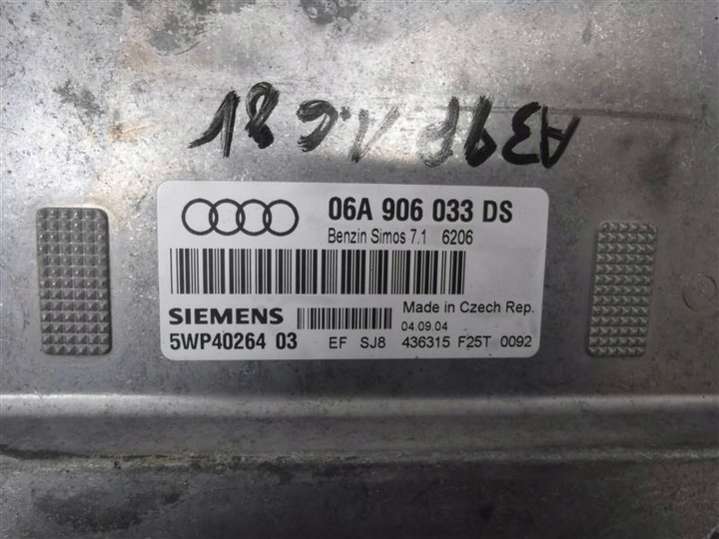 A3 8P 1.6 8V
06A 906 033 DS
Benzin Simos 7.1 6206
SIEMENS
Made in Czech Rep.
04.09.04
5WP40264 03 EF SJ8 436315 F25T 0092